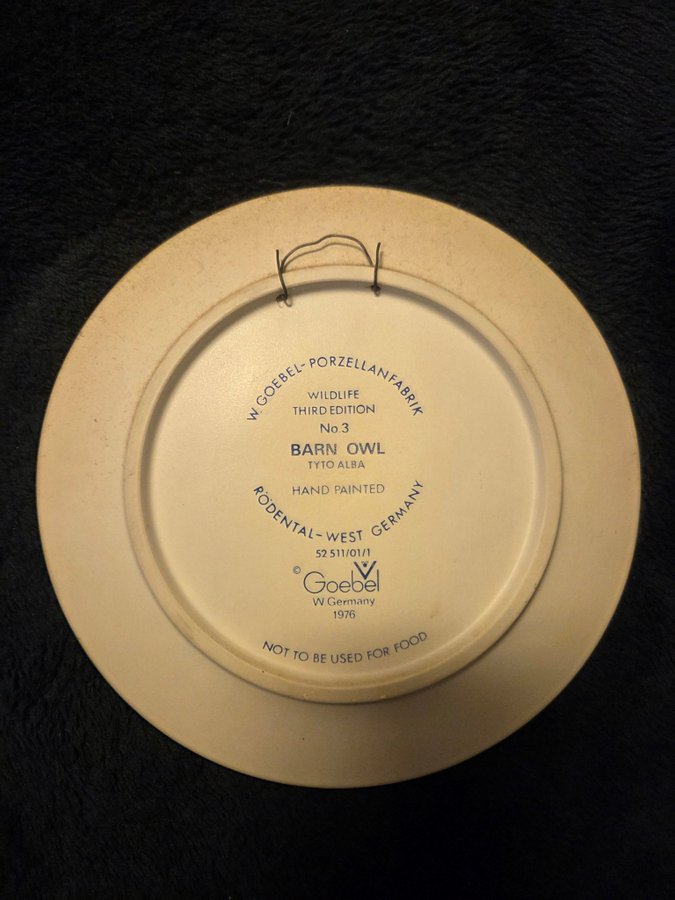 W. GOEBEL-PORZELLANFABRIK
WILDLIFE
THIRD EDITION
No.3
BARN OWL
TYTO ALBA
HAND PAINTED
RÖDENTAL-WEST GERMANY
52 511/01/1
© Goebel
W Germany
1976
NOT TO BE USED FOR FOOD